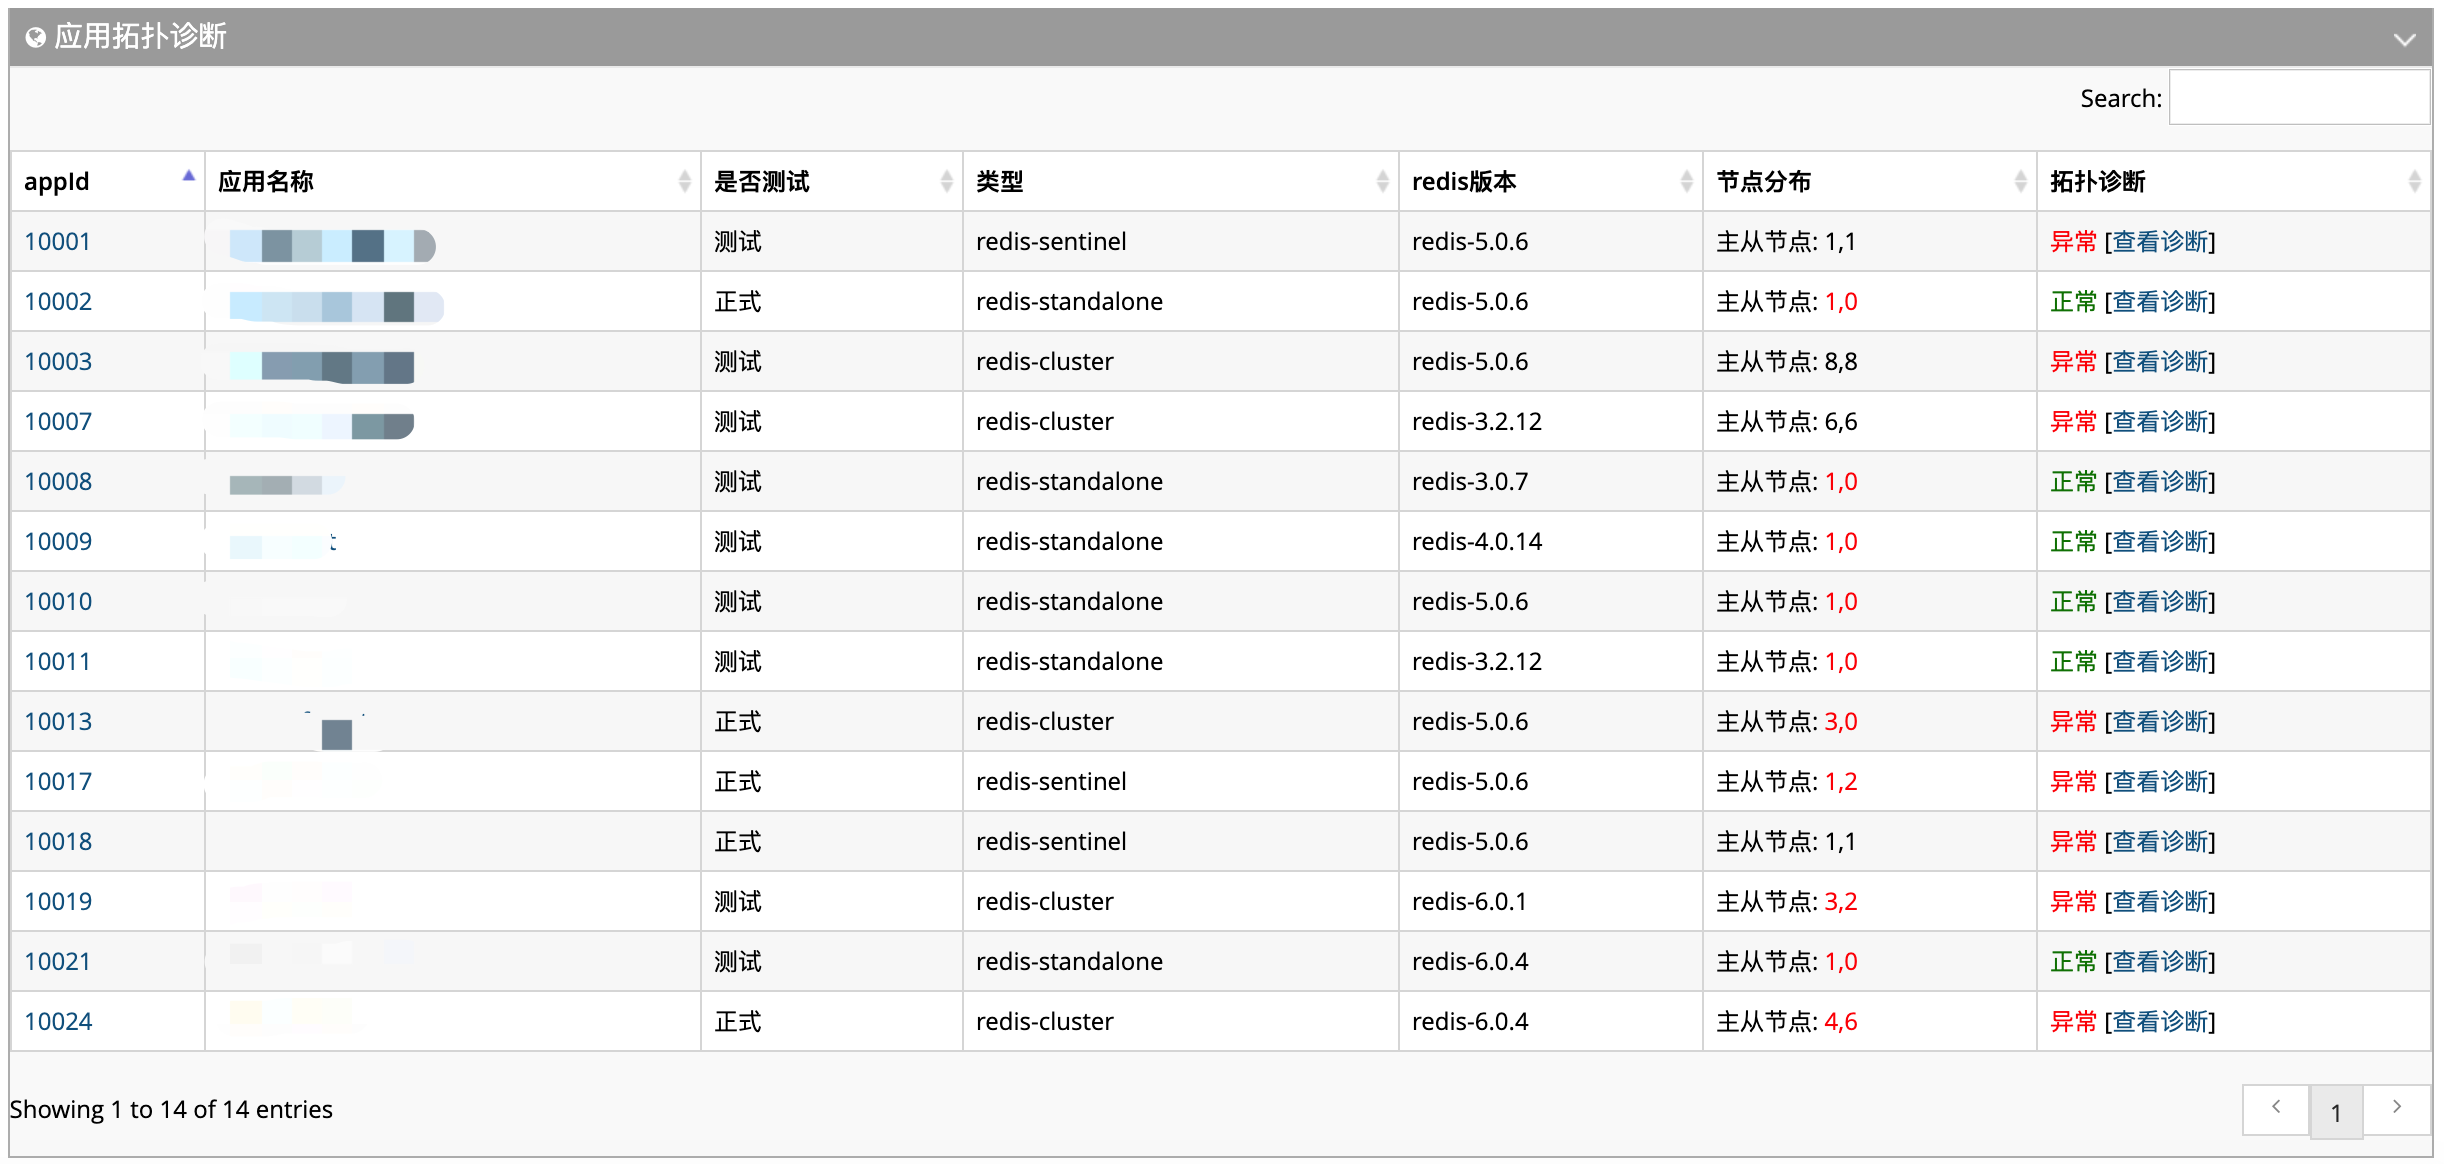 应用拓扑诊断
Search:
appId 应用名称 是否测试 类型 redis版本 节点分布 拓扑诊断
10001 测试 redis-sentinel redis-5.0.6 主从节点: 1,1 异常 [查看诊断]
10002 正式 redis-standalone redis-5.0.6 主从节点: 1,0 正常 [查看诊断]
10003 测试 redis-cluster redis-5.0.6 主从节点: 8,8 异常 [查看诊断]
10007 测试 redis-cluster redis-3.2.12 主从节点: 6,6 异常 [查看诊断]
10008 测试 redis-standalone redis-3.0.7 主从节点: 1,0 正常 [查看诊断]
10009 测试 redis-standalone redis-4.0.14 主从节点: 1,0 正常 [查看诊断]
10010 测试 redis-standalone redis-5.0.6 主从节点: 1,0 正常 [查看诊断]
10011 测试 redis-standalone redis-3.2.12 主从节点: 1,0 正常 [查看诊断]
10013 正式 redis-cluster redis-5.0.6 主从节点: 3,0 异常 [查看诊断]
10017 正式 redis-sentinel redis-5.0.6 主从节点: 1,2 异常 [查看诊断]
10018 正式 redis-sentinel redis-5.0.6 主从节点: 1,1 异常 [查看诊断]
10019 测试 redis-cluster redis-6.0.1 主从节点: 3,2 异常 [查看诊断]
10021 测试 redis-standalone redis-6.0.4 主从节点: 1,0 正常 [查看诊断]
10024 正式 redis-cluster redis-6.0.4 主从节点: 4,6 异常 [查看诊断]
Showing 1 to 14 of 14 entries
1